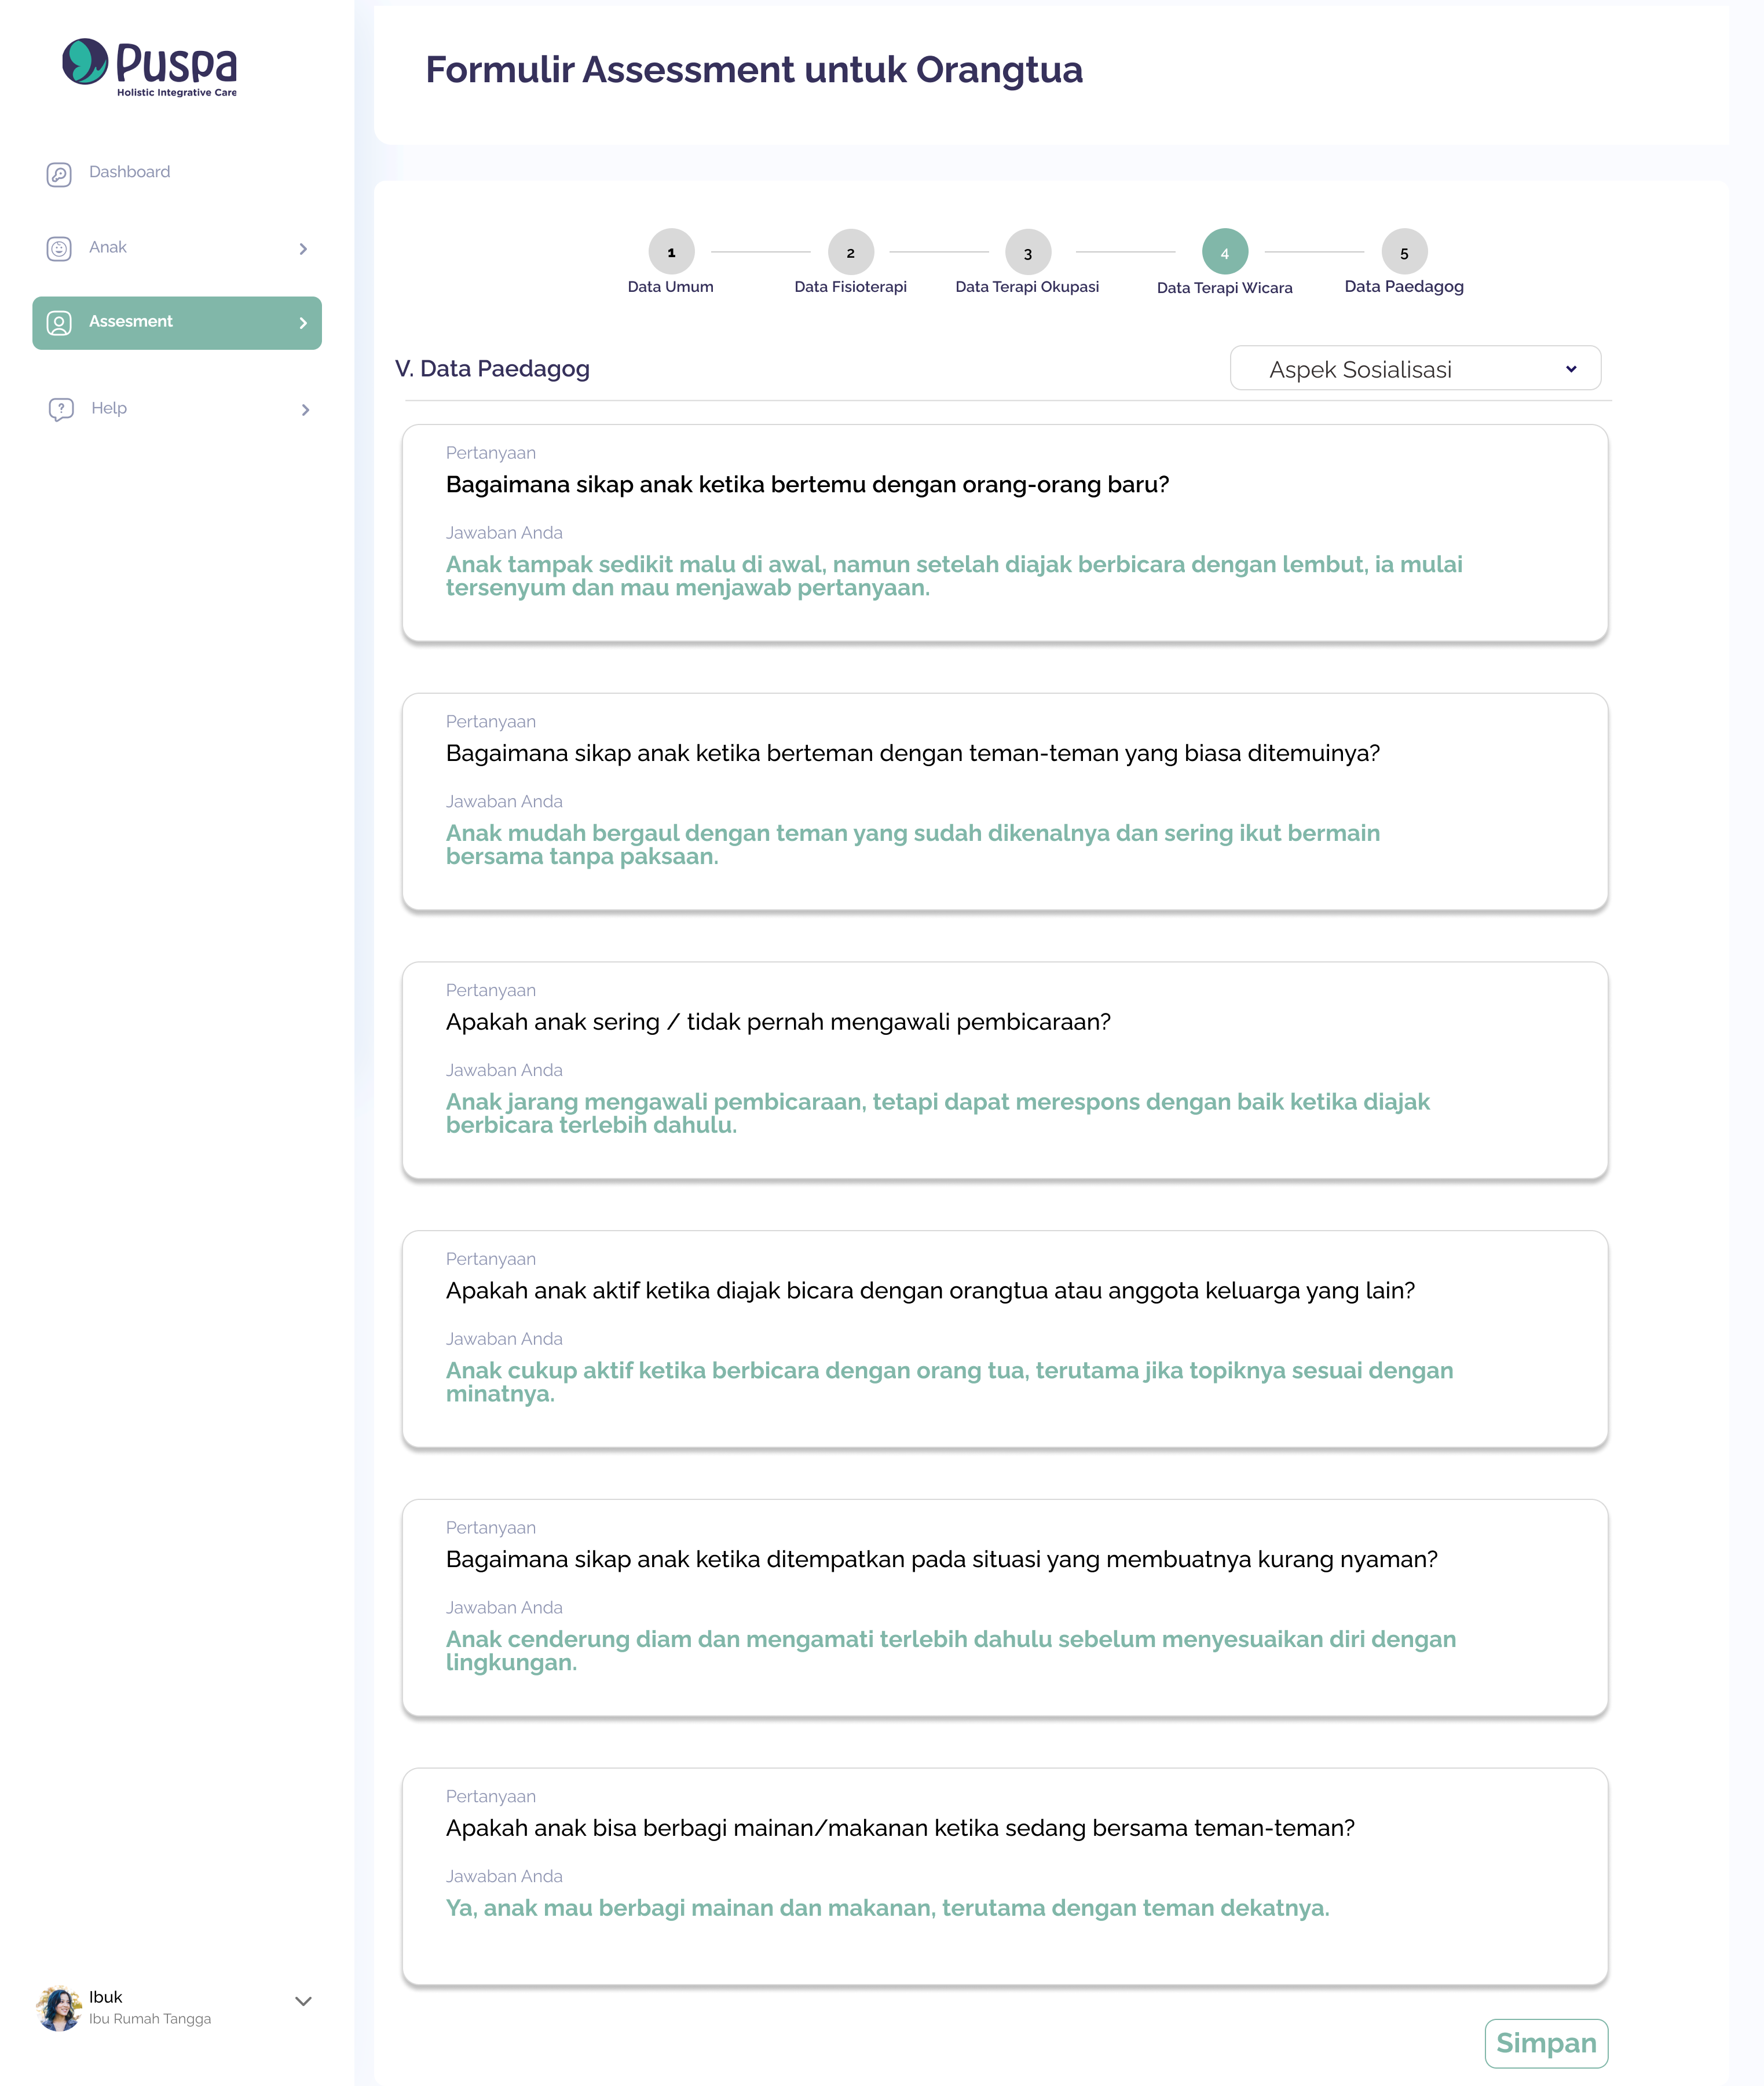 Puspa
Holistic Integrative Care
Dashboard
Anak
Assesment
Help
Ibuk
Ibu Rumah Tangga
Formulir Assessment untuk Orangtua
1
2
3
4
5
Data Umum
Data Fisioterapi
Data Terapi Okupasi
Data Terapi Wicara
Data Paedagog
V. Data Paedagog
Aspek Sosialisasi
Pertanyaan
Bagaimana sikap anak ketika bertemu dengan orang-orang baru?
Jawaban Anda
Anak tampak sedikit malu di awal, namun setelah diajak berbicara dengan lembut, ia mulai
tersenyum dan mau menjawab pertanyaan.
Pertanyaan
Bagaimana sikap anak ketika berteman dengan teman-teman yang biasa ditemuinya?
Jawaban Anda
Anak mudah bergaul dengan teman yang sudah dikenalnya dan sering ikut bermain
bersama tanpa paksaan.
Pertanyaan
Apakah anak sering / tidak pernah mengawali pembicaraan?
Jawaban Anda
Anak jarang mengawali pembicaraan, tetapi dapat merespons dengan baik ketika diajak
berbicara terlebih dahulu.
Pertanyaan
Apakah anak aktif ketika diajak bicara dengan orangtua atau anggota keluarga yang lain?
Jawaban Anda
Anak cukup aktif ketika berbicara dengan orang tua, terutama jika topiknya sesuai dengan
minatnya.
Pertanyaan
Bagaimana sikap anak ketika ditempatkan pada situasi yang membuatnya kurang nyaman?
Jawaban Anda
Anak cenderung diam dan mengamati terlebih dahulu sebelum menyesuaikan diri dengan
lingkungan.
Pertanyaan
Apakah anak bisa berbagi mainan/makanan ketika sedang bersama teman-teman?
Jawaban Anda
Ya, anak mau berbagi mainan dan makanan, terutama dengan teman dekatnya.
Simpan